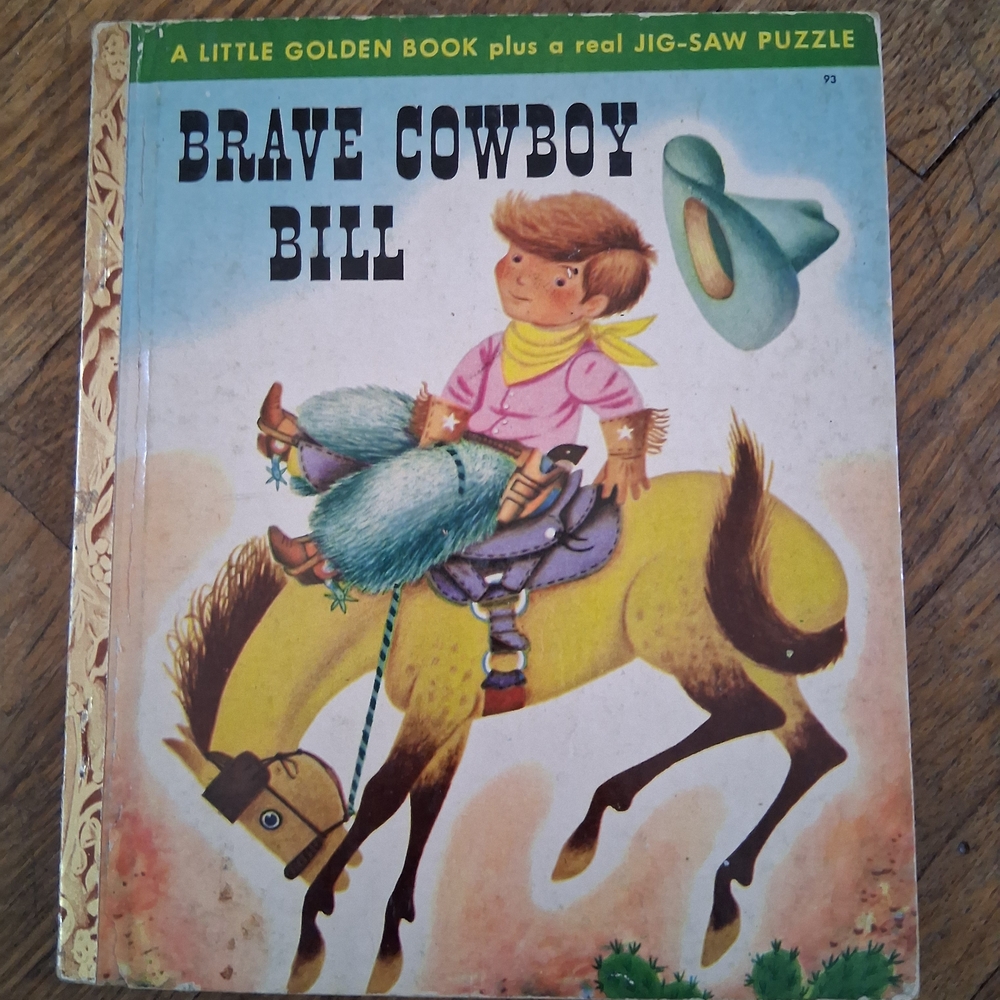 A LITTLE GOLDEN BOOK plus a real JIG-SAW PUZZLE
93
BRAVE COWBOY
BILL